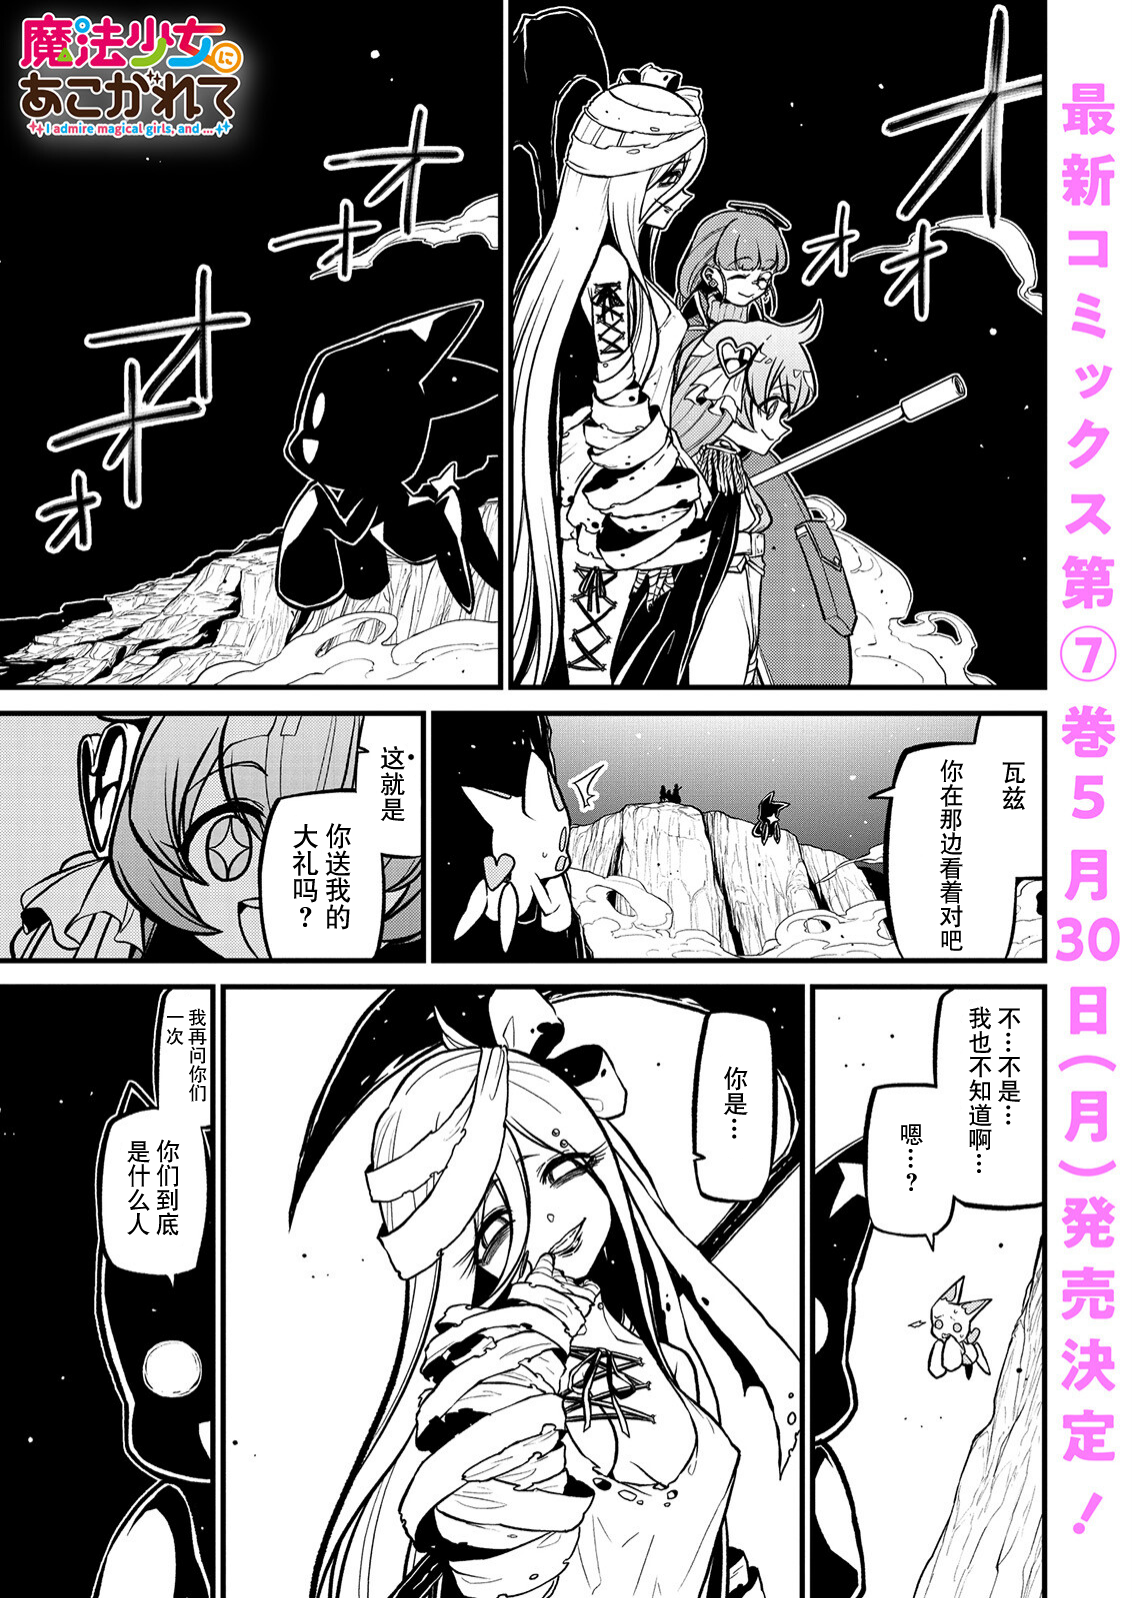 魔法少女に
あこがれて
I admire magical girls, and ...
最新コミックス第⑦巻5月30日(月)発売決定!
オ
オ
オ
オ
オ
オ
オ
瓦兹
你在那边看着对吧
这就是
你送我的
大礼吗?
不…不是…
我也不知道啊…
嗯…?
你是…
我再问你们
一次
你们到底
是什么人